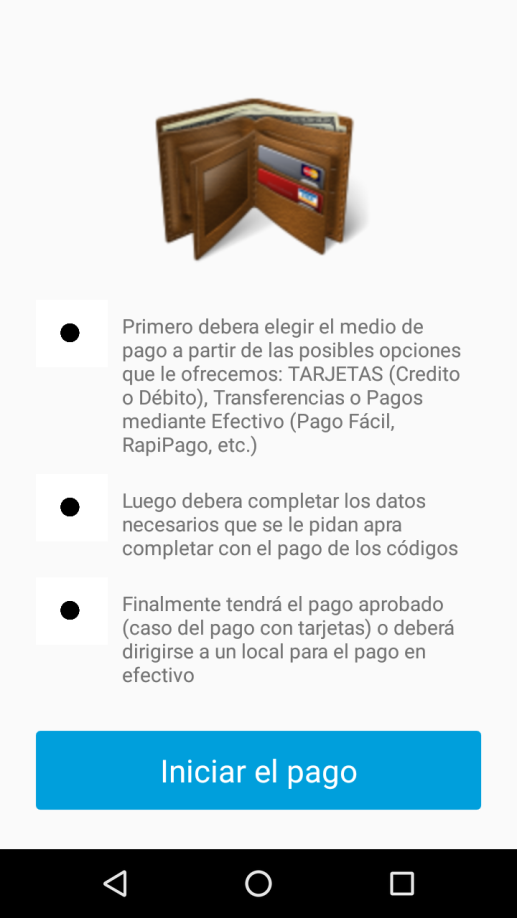 Primero debera elegir el medio de
pago a partir de las posibles opciones
que le ofrecemos: TARJETAS (Credito
o Débito), Transferencias o Pagos
mediante Efectivo (Pago Fácil,
RapiPago, etc.)
Luego debera completar los datos
necesarios que se le pidan apra
completar con el pago de los códigos
Finalmente tendrá el pago aprobado
(caso del pago con tarjetas) o deberá
dirigirse a un local para el pago en
efectivo
Iniciar el pago